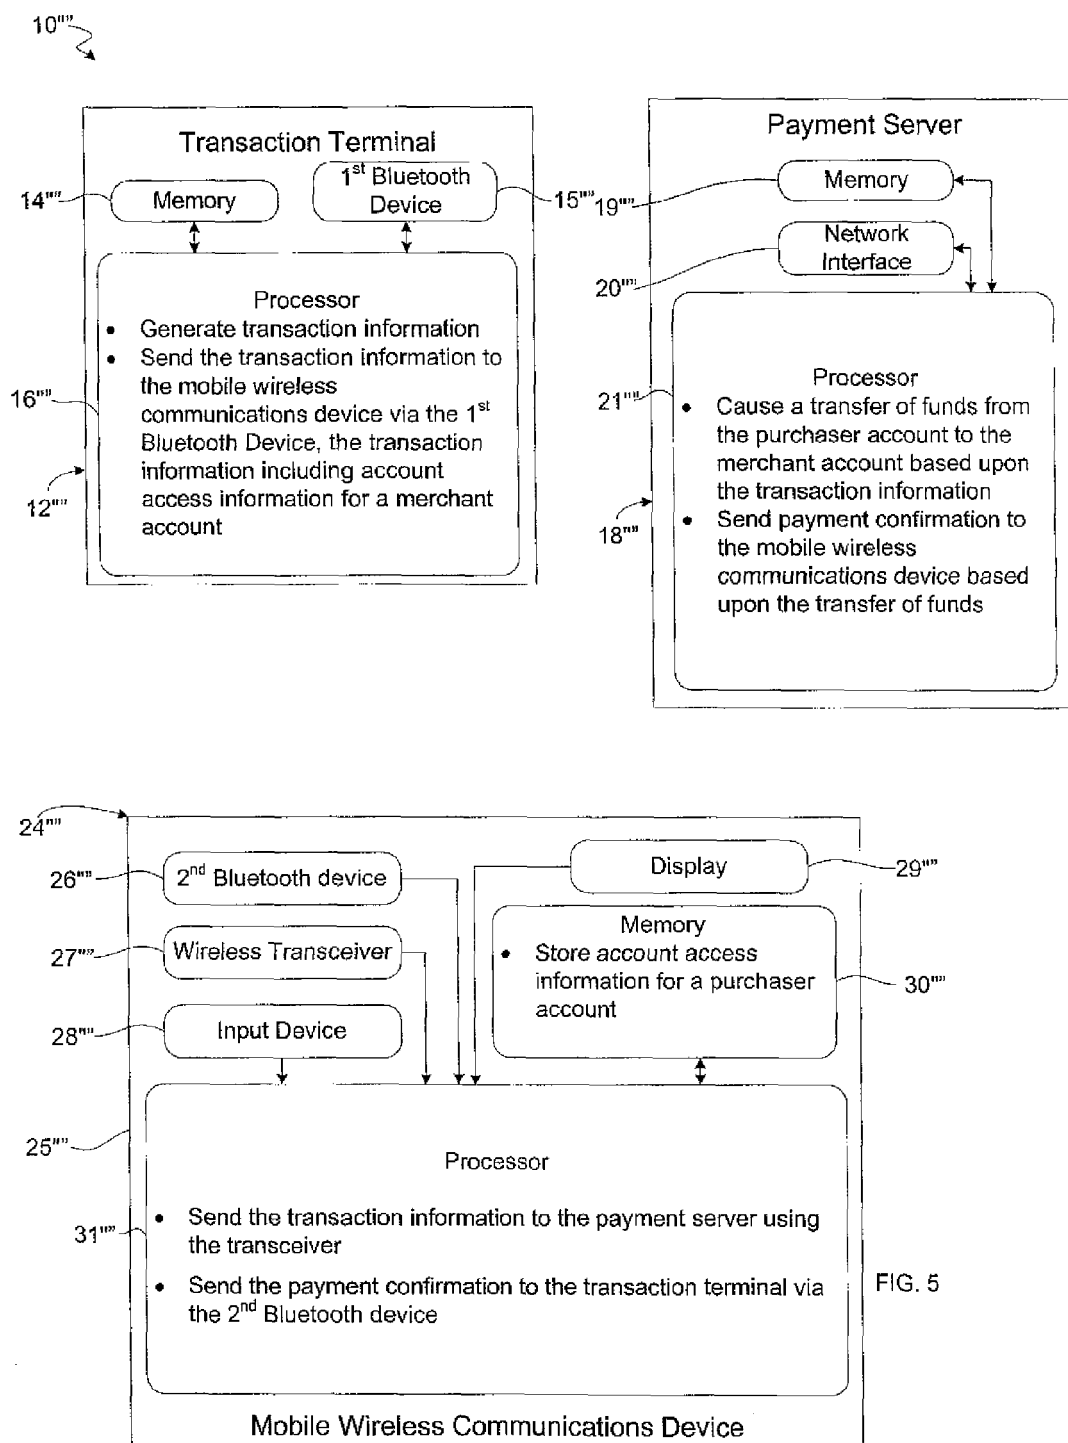 10""
Transaction Terminal
14""
Memory
1st Bluetooth
Device
15""
Processor
• Generate transaction information
• Send the transaction information to
the mobile wireless
communications device via the 1st
Bluetooth Device, the transaction
information including account
access information for a merchant
account
16""
12""
Payment Server
19""
Memory
Network
Interface
20""
Processor
21""
• Cause a transfer of funds from
the purchaser account to the
merchant account based upon
the transaction information
• Send payment confirmation to
the mobile wireless
communications device based
upon the transfer of funds
18""
24""
26""
2nd Bluetooth device
Display
29""
27""
Wireless Transceiver
Memory
• Store account access
information for a purchaser
account
30""
28""
Input Device
25""
Processor
31""
• Send the transaction information to the payment server using
the transceiver
• Send the payment confirmation to the transaction terminal via
the 2nd Bluetooth device
FIG. 5
Mobile Wireless Communications Device